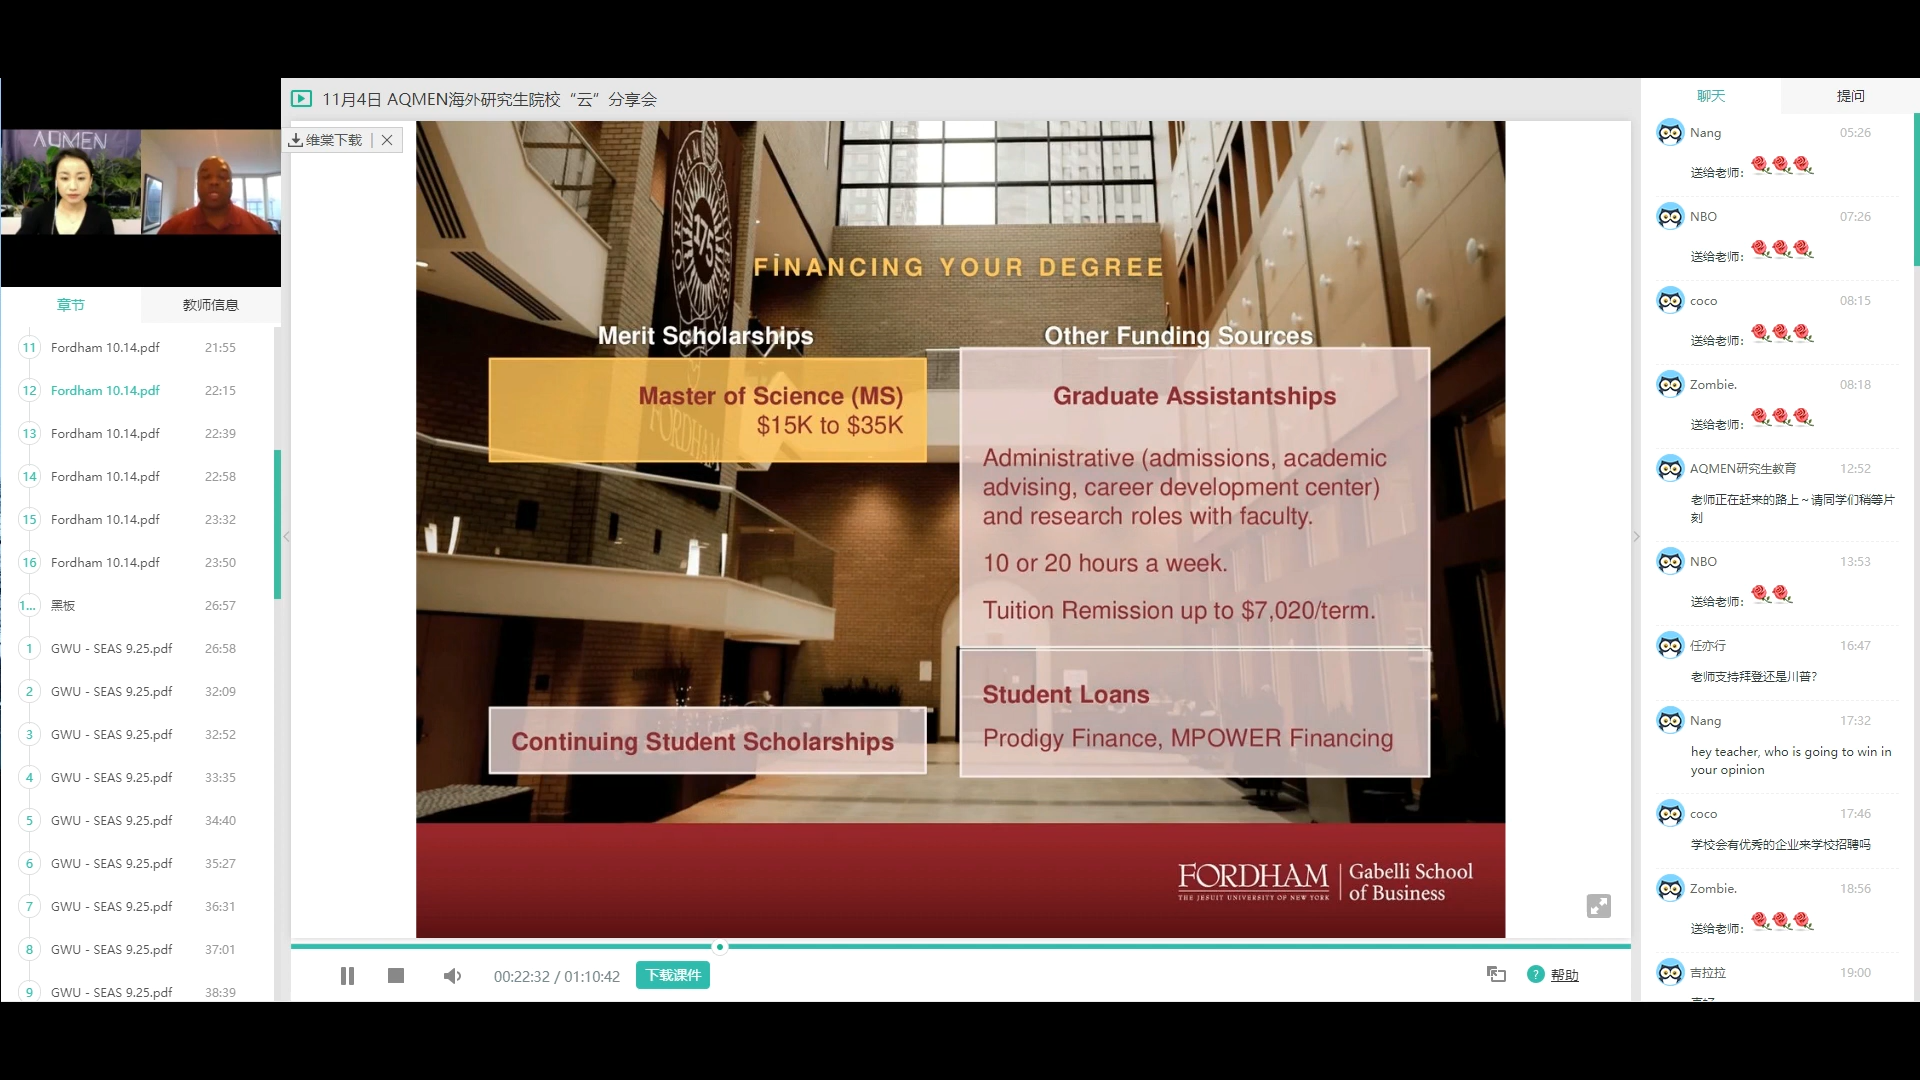 11月4日 AQMEN海外研究生院校“云”分享会
维棠下载
AQMEN
章节
教师信息
11 Fordham 10.14.pdf 21:55
12 Fordham 10.14.pdf 22:15
13 Fordham 10.14.pdf 22:39
14 Fordham 10.14.pdf 22:58
15 Fordham 10.14.pdf 23:32
16 Fordham 10.14.pdf 23:50
1... 黑板 26:57
1 GWU - SEAS 9.25.pdf 26:58
2 GWU - SEAS 9.25.pdf 32:09
3 GWU - SEAS 9.25.pdf 32:52
4 GWU - SEAS 9.25.pdf 33:35
5 GWU - SEAS 9.25.pdf 34:40
6 GWU - SEAS 9.25.pdf 35:27
7 GWU - SEAS 9.25.pdf 36:31
8 GWU - SEAS 9.25.pdf 37:01
9 GWU - SEAS 9.25.pdf 38:39
FINANCING YOUR DEGREE
Merit Scholarships
Master of Science (MS)
$15K to $35K
Continuing Student Scholarships
Other Funding Sources
Graduate Assistantships
Administrative (admissions, academic
advising, career development center)
and research roles with faculty.
10 or 20 hours a week.
Tuition Remission up to $7,020/term.
Student Loans
Prodigy Finance, MPOWER Financing
FORDHAM
175
FORDHAM
FORDHAM
THE JESUIT UNIVERSITY OF NEW YORK
Gabelli School
of Business
00:22:32 / 01:10:42
下载课件
? 帮助
聊天
提问
Nang 05:26
送给老师:
NBO 07:26
送给老师:
coco 08:15
送给老师:
Zombie. 08:18
送给老师:
AQMEN研究生教育 12:52
老师正在赶来的路上~请同学们稍等片
刻
NBO 13:53
送给老师:
任亦行 16:47
老师支持拜登还是川普?
Nang 17:32
hey teacher, who is going to win in
your opinion
coco 17:46
学校会有优秀的企业来学校招聘吗
Zombie. 18:56
送给老师:
吉拉拉 19:00